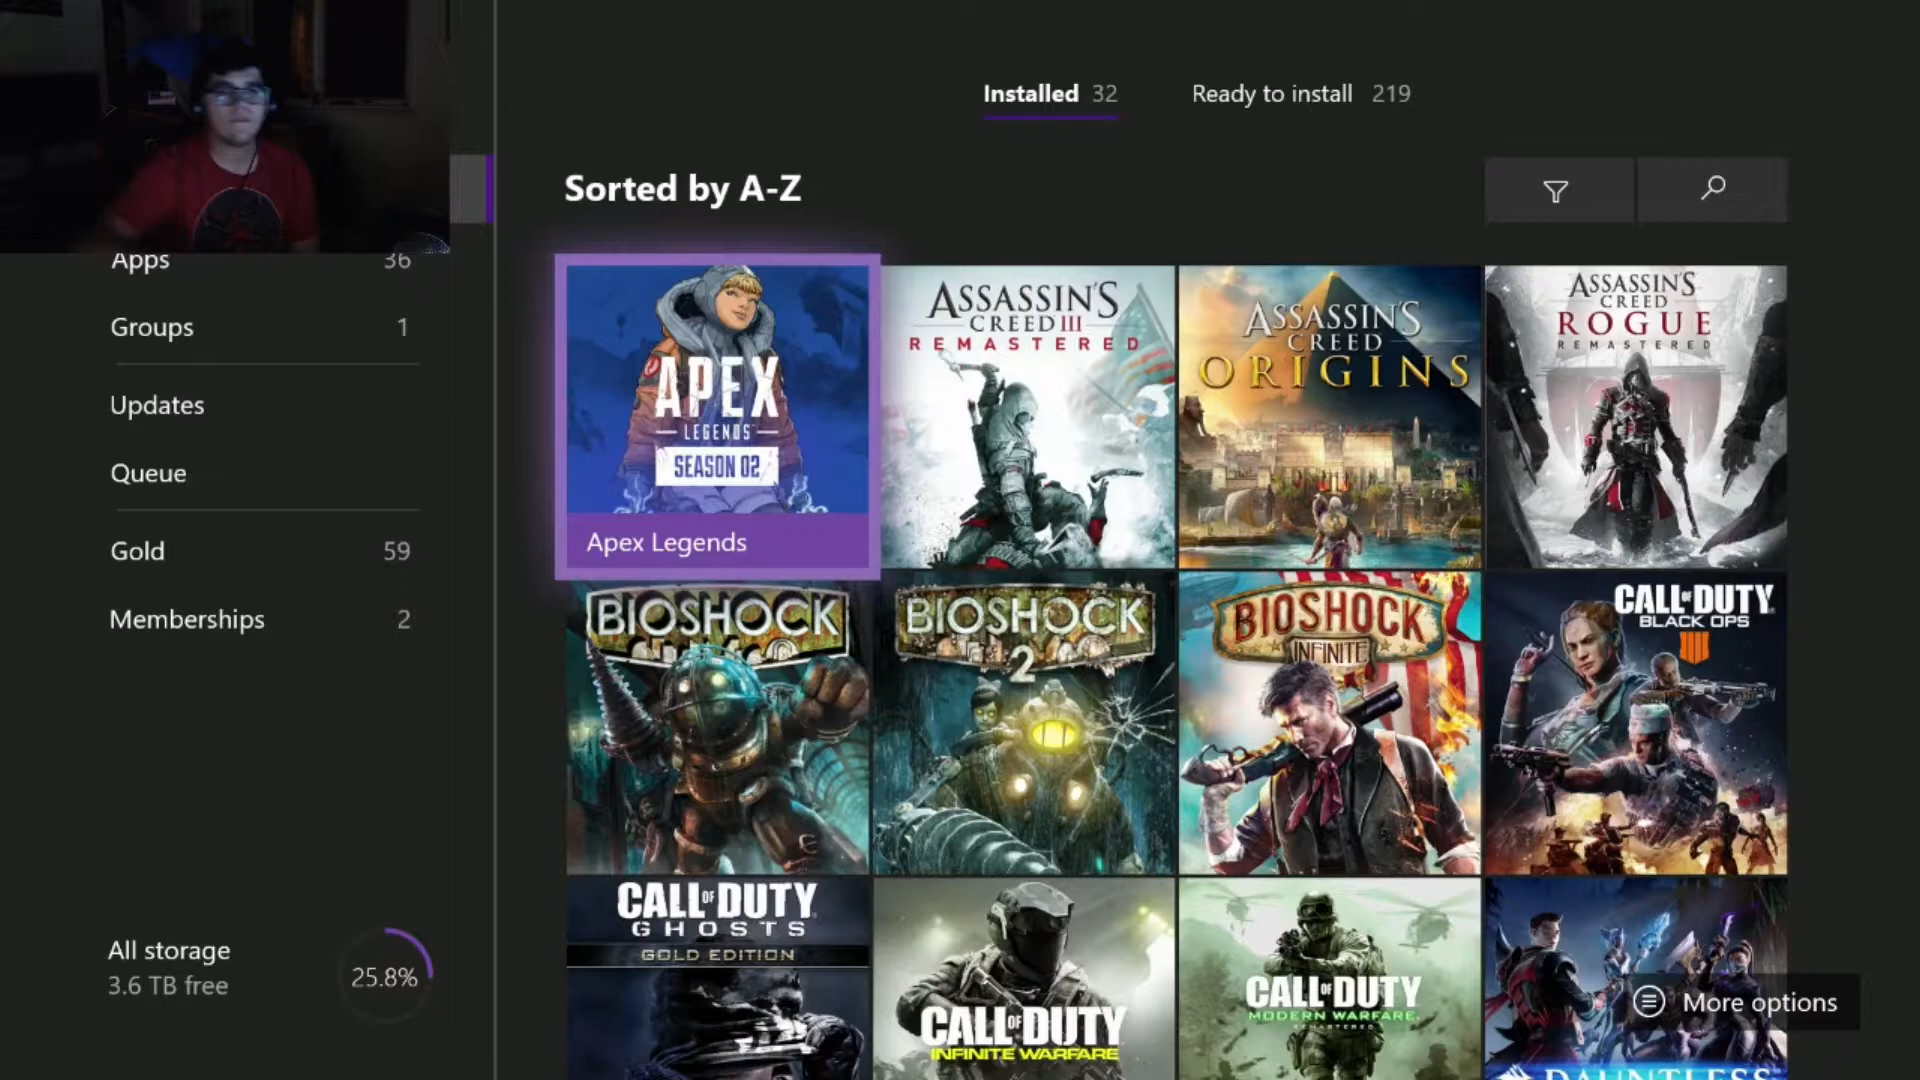 Installed 32
Ready to install 219
Sorted by A-Z
Apps 36
Groups 1
Updates
Queue
Gold 59
Memberships 2
All storage
3.6 TB free
25.8%
APEX
LEGENDS
SEASON 02
Apex Legends
ASSASSIN'S
CREED III
REMASTERED
ASSASSIN'S
CREED
ORIGINS
ASSASSIN'S
CREED
ROGUE
REMASTERED
BIOSHOCK
BIOSHOCK
2
BIOSHOCK
INFINITE
CALL OF DUTY
BLACK OPS
IIII
CALL OF DUTY
GHOSTS
GOLD EDITION
CALL OF DUTY
INFINITE WARFARE
CALL OF DUTY
MODERN WARFARE
REMASTERED
DAUNTLESS
More options